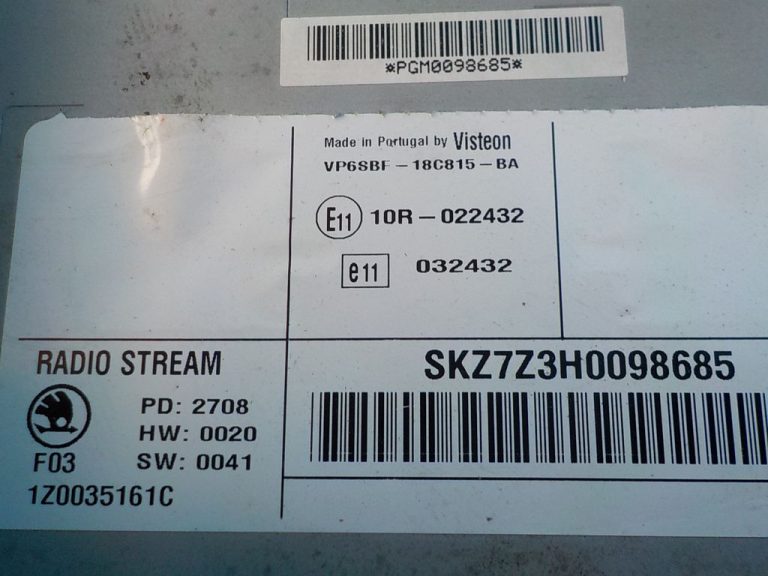 *PGM0098685*
Made in Portugal by Visteon
VP6SBF-18C815-BA
E11 10R-022432
e11 032432
RADIO STREAM
SKZ7Z3H0098685
PD: 2708
HW: 0020
F03 SW: 0041
1Z0035161C